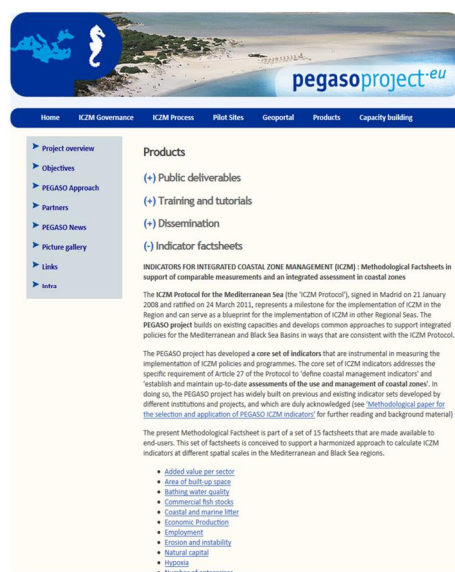 pegasoproject.eu
Home ICZM Governance ICZM Process Pilot Sites Geoportal Products Capacity building
Project overview
Objectives
PEGASO Approach
Partners
PEGASO News
Picture gallery
Links
Intra
Products
(+) Public deliverables
(+) Training and tutorials
(+) Dissemination
(-) Indicator factsheets
INDICATORS FOR INTEGRATED COASTAL ZONE MANAGEMENT (ICZM) : Methodological Factsheets in
support of comparable measurements and an integrated assessment in coastal zones
The ICZM Protocol for the Mediterranean Sea (the 'ICZM Protocol'), signed in Madrid on 21 January
2008 and ratified on 24 March 2011, represents a milestone for the implementation of ICZM in the
Region and can serve as a blueprint for the implementation of ICZM in other Regional Seas. The
PEGASO project builds on existing capacities and develops common approaches to support integrated
policies for the Mediterranean and Black Sea Basins in ways that are consistent with the ICZM Protocol.
The PEGASO project has developed a core set of indicators that are instrumental in measuring the
implementation of ICZM policies and programmes. The core set of ICZM indicators addresses the
specific requirement of Article 27 of the Protocol to 'define coastal management indicators' and
'establish and maintain up-to-date assessments of the use and management of coastal zones'. In
doing so, the PEGASO project has widely built on previous and existing indicator sets developed by
different institutions and projects, and which are duly acknowledged (see 'Methodological paper for
the selection and application of PEGASO ICZM indicators' for further reading and background material)
The present Methodological Factsheet is part of a set of 15 factsheets that are made available to
end-users. This set of factsheets is conceived to support a harmonized approach to calculate ICZM
indicators at different spatial scales in the Mediterranean and Black Sea regions.
Added value per sector
Area of built-up space
Bathing water quality
Commercial fish stocks
Coastal and marine litter
Economic Production
Employment
Erosion and instability
Natural capital
Hypoxia
Number of enterprises